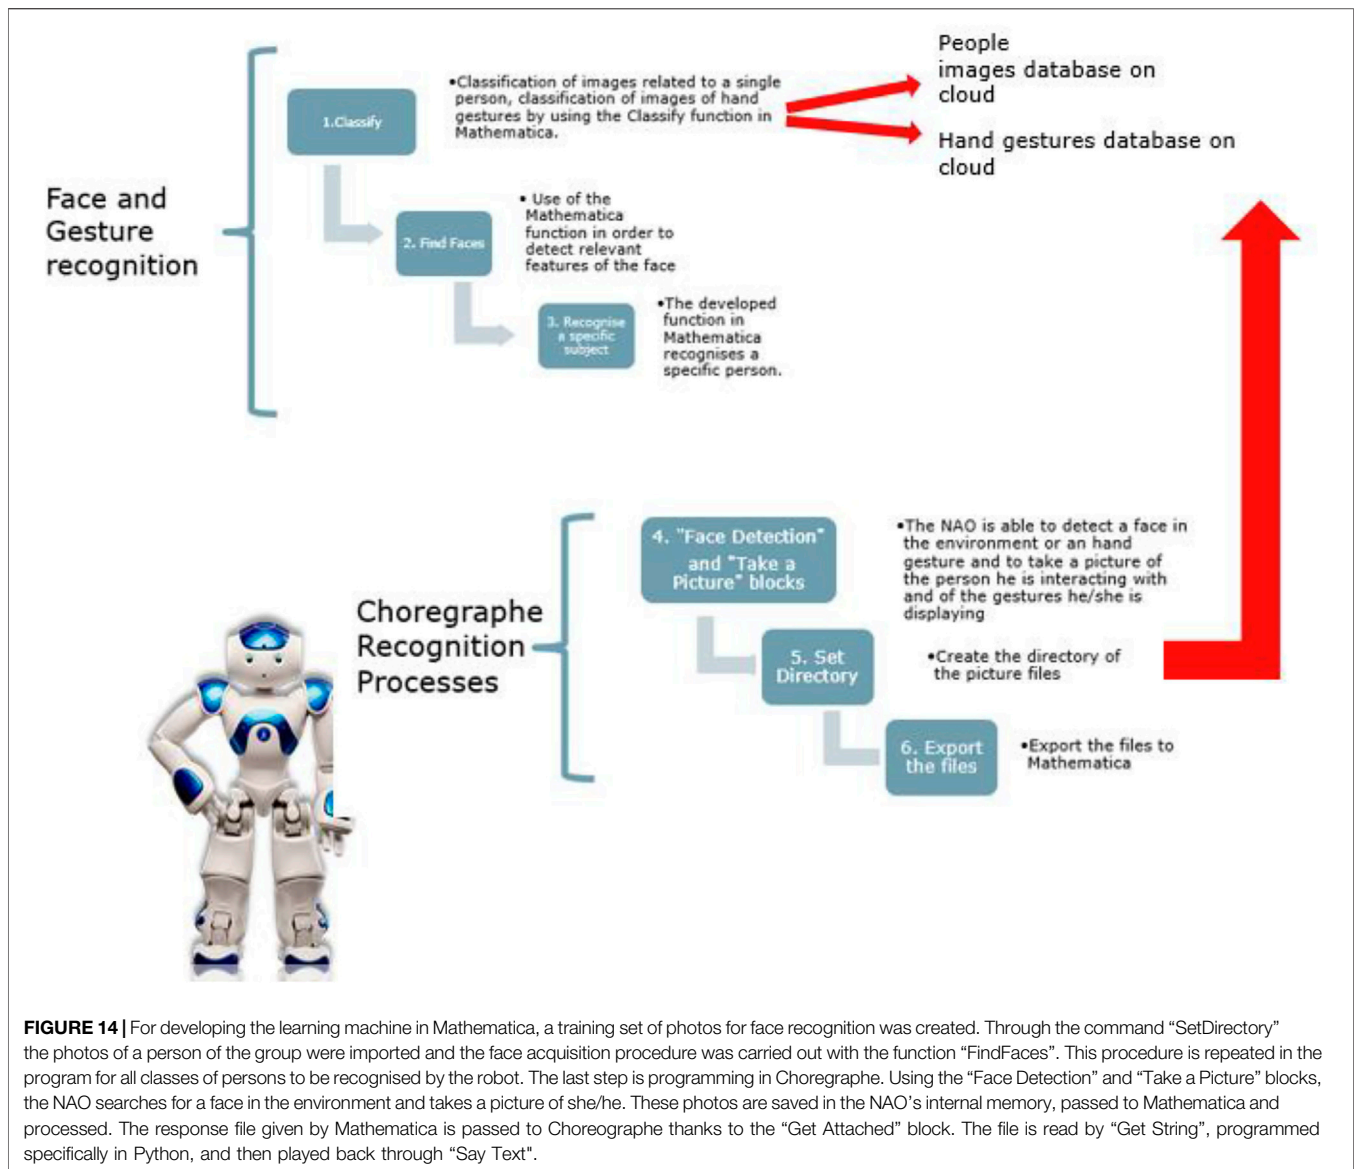 People
images database on
cloud
•Classification of images related to a single
person, classification of images of hand
gestures by using the Classify function in
Mathematica.
1.Classify
Hand gestures database on
cloud
Face and
Gesture
recognition
• Use of the
Mathematica
function in order to
detect relevant
features of the face
2. Find Faces
•The developed
function in
Mathematica
recognises a
specific person.
3. Recognise
a specific
subject
4. "Face Detection"
and "Take a
Picture" blocks
•The NAO is able to detect a face in
the environment or an hand
gesture and to take a picture of
the person he is interacting with
and of the gestures he/she is
displaying
Choregraphe
Recognition
Processes
5. Set
Directory
•Create the directory of
the picture files
6. Export
the files
•Export the files to
Mathematica
FIGURE 14 | For developing the learning machine in Mathematica, a training set of photos for face recognition was created. Through the command “SetDirectory”
the photos of a person of the group were imported and the face acquisition procedure was carried out with the function “FindFaces”. This procedure is repeated in the
program for all classes of persons to be recognised by the robot. The last step is programming in Choregraphe. Using the “Face Detection” and “Take a Picture” blocks,
the NAO searches for a face in the environment and takes a picture of she/he. These photos are saved in the NAO’s internal memory, passed to Mathematica and
processed. The response file given by Mathematica is passed to Choreographe thanks to the “Get Attached” block. The file is read by “Get String”, programmed
specifically in Python, and then played back through “Say Text".